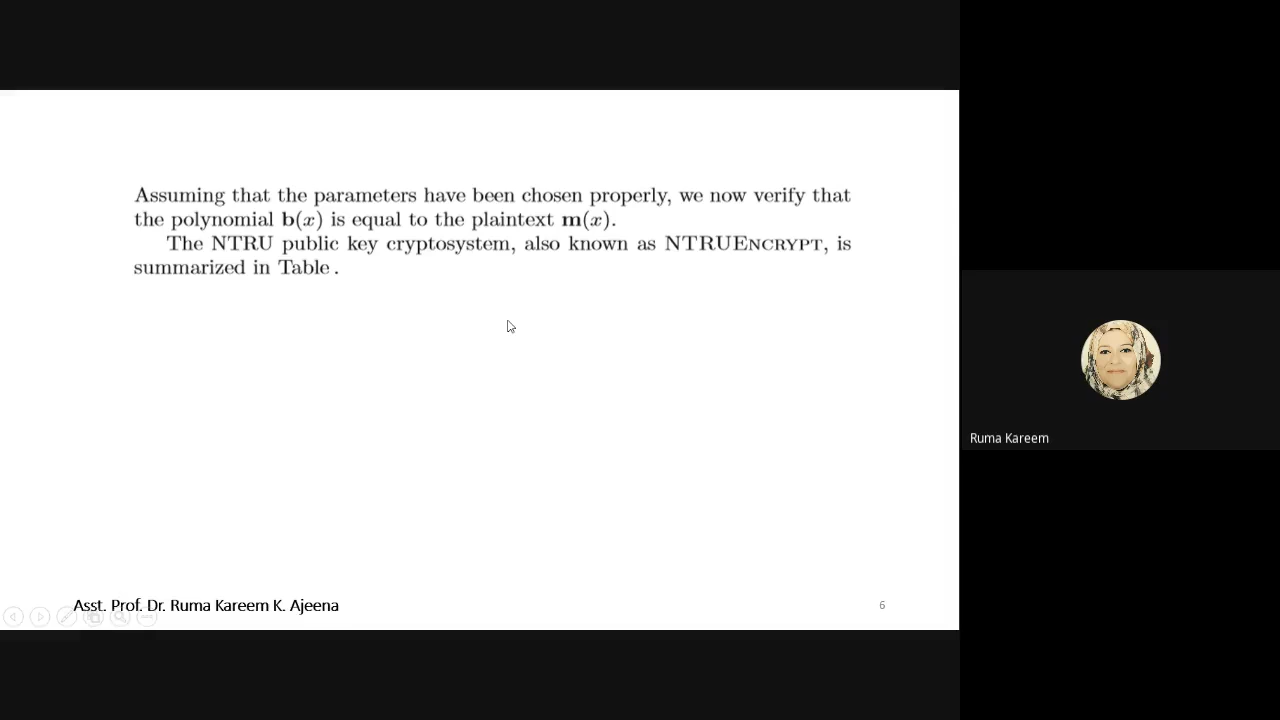 Assuming that the parameters have been chosen properly, we now verify that
the polynomial b(x) is equal to the plaintext m(x).
The NTRU public key cryptosystem, also known as NTRUENCRYPT, is
summarized in Table .
Ruma Kareem
Asst. Prof. Dr. Ruma Kareem K. Ajeena
6